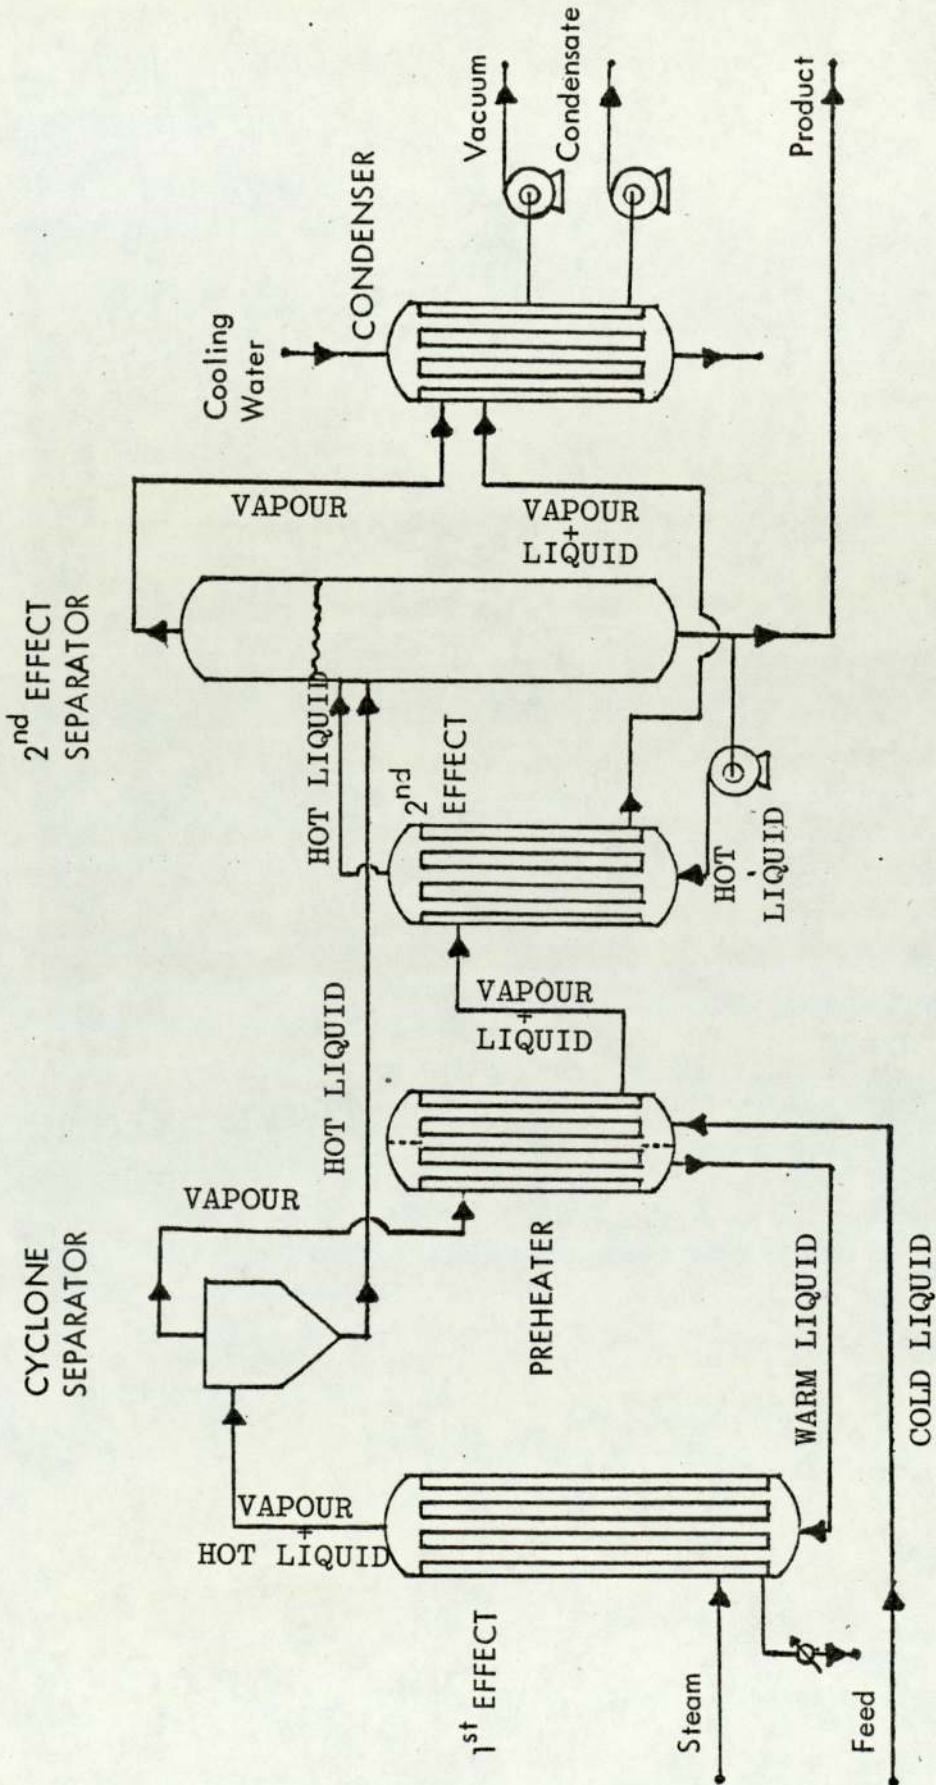 CYCLONE
SEPARATOR
2nd EFFECT
SEPARATOR
Cooling
Water
CONDENSER
Vacuum
Condensate
Product
VAPOUR
VAPOUR
+
LIQUID
VAPOUR
HOT LIQUID
HOT LIQUID
2nd
EFFECT
HOT
LIQUID
VAPOUR
+
LIQUID
PREHEATER
VAPOUR
+
HOT LIQUID
1st EFFECT
WARM LIQUID
COLD LIQUID
Steam
Feed